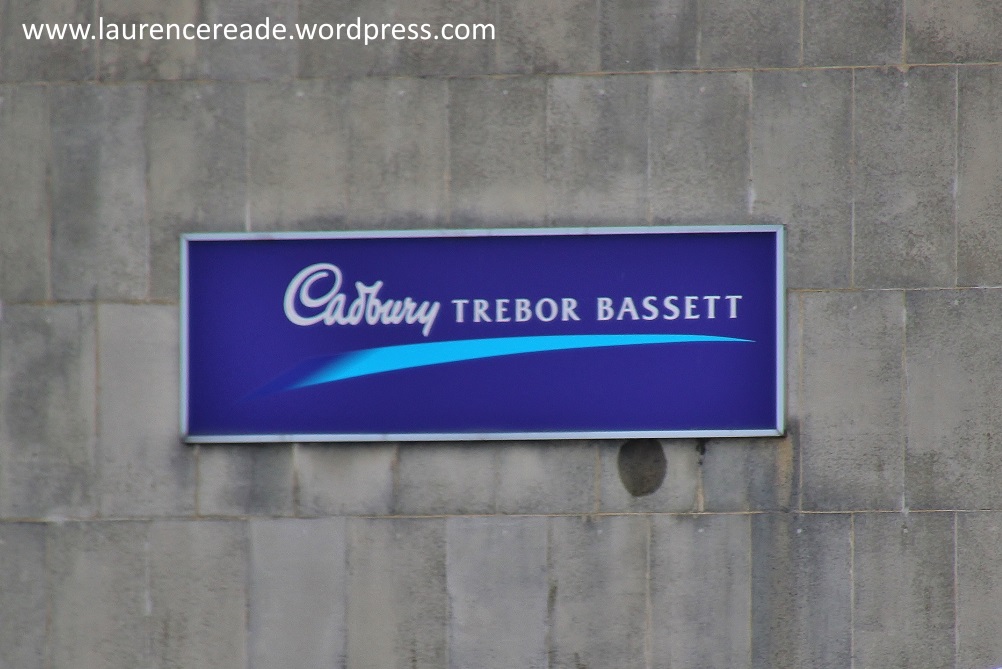 www.laurencereade.wordpress.com
Cadbury TREBOR BASSETT